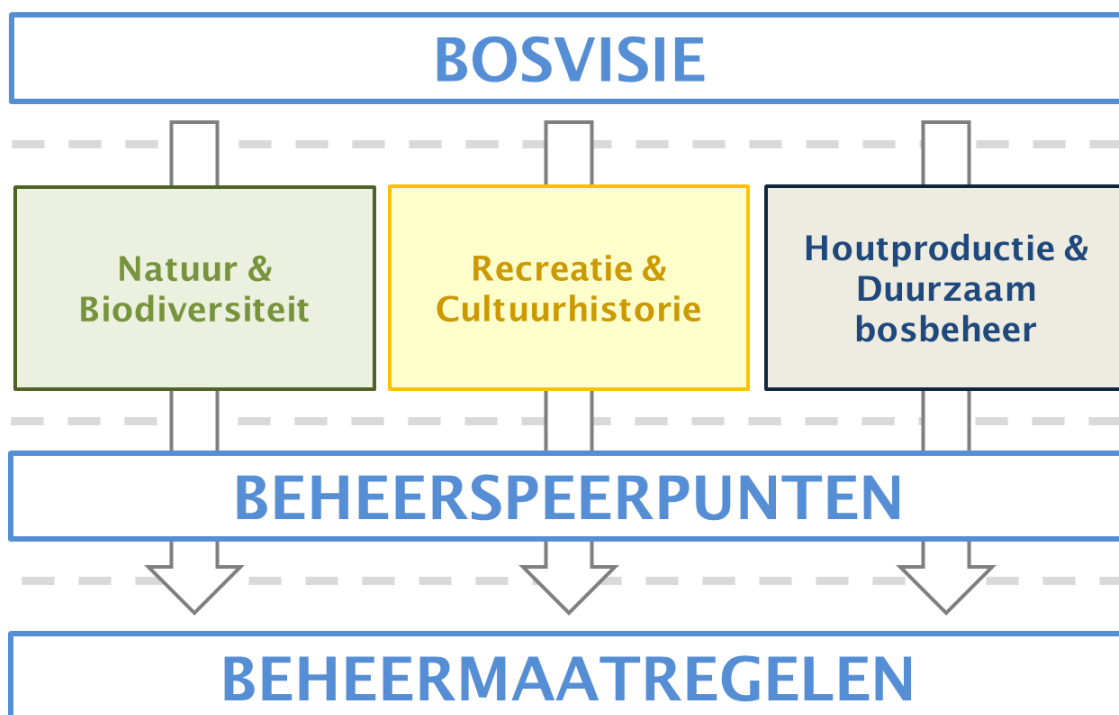 BOSVISIE
Natuur &
Biodiversiteit
Recreatie &
Cultuurhistorie
Houtproductie &
Duurzaam
bosbeheer
BEHEERSPEERPUNTEN
BEHEERMAATREGELEN